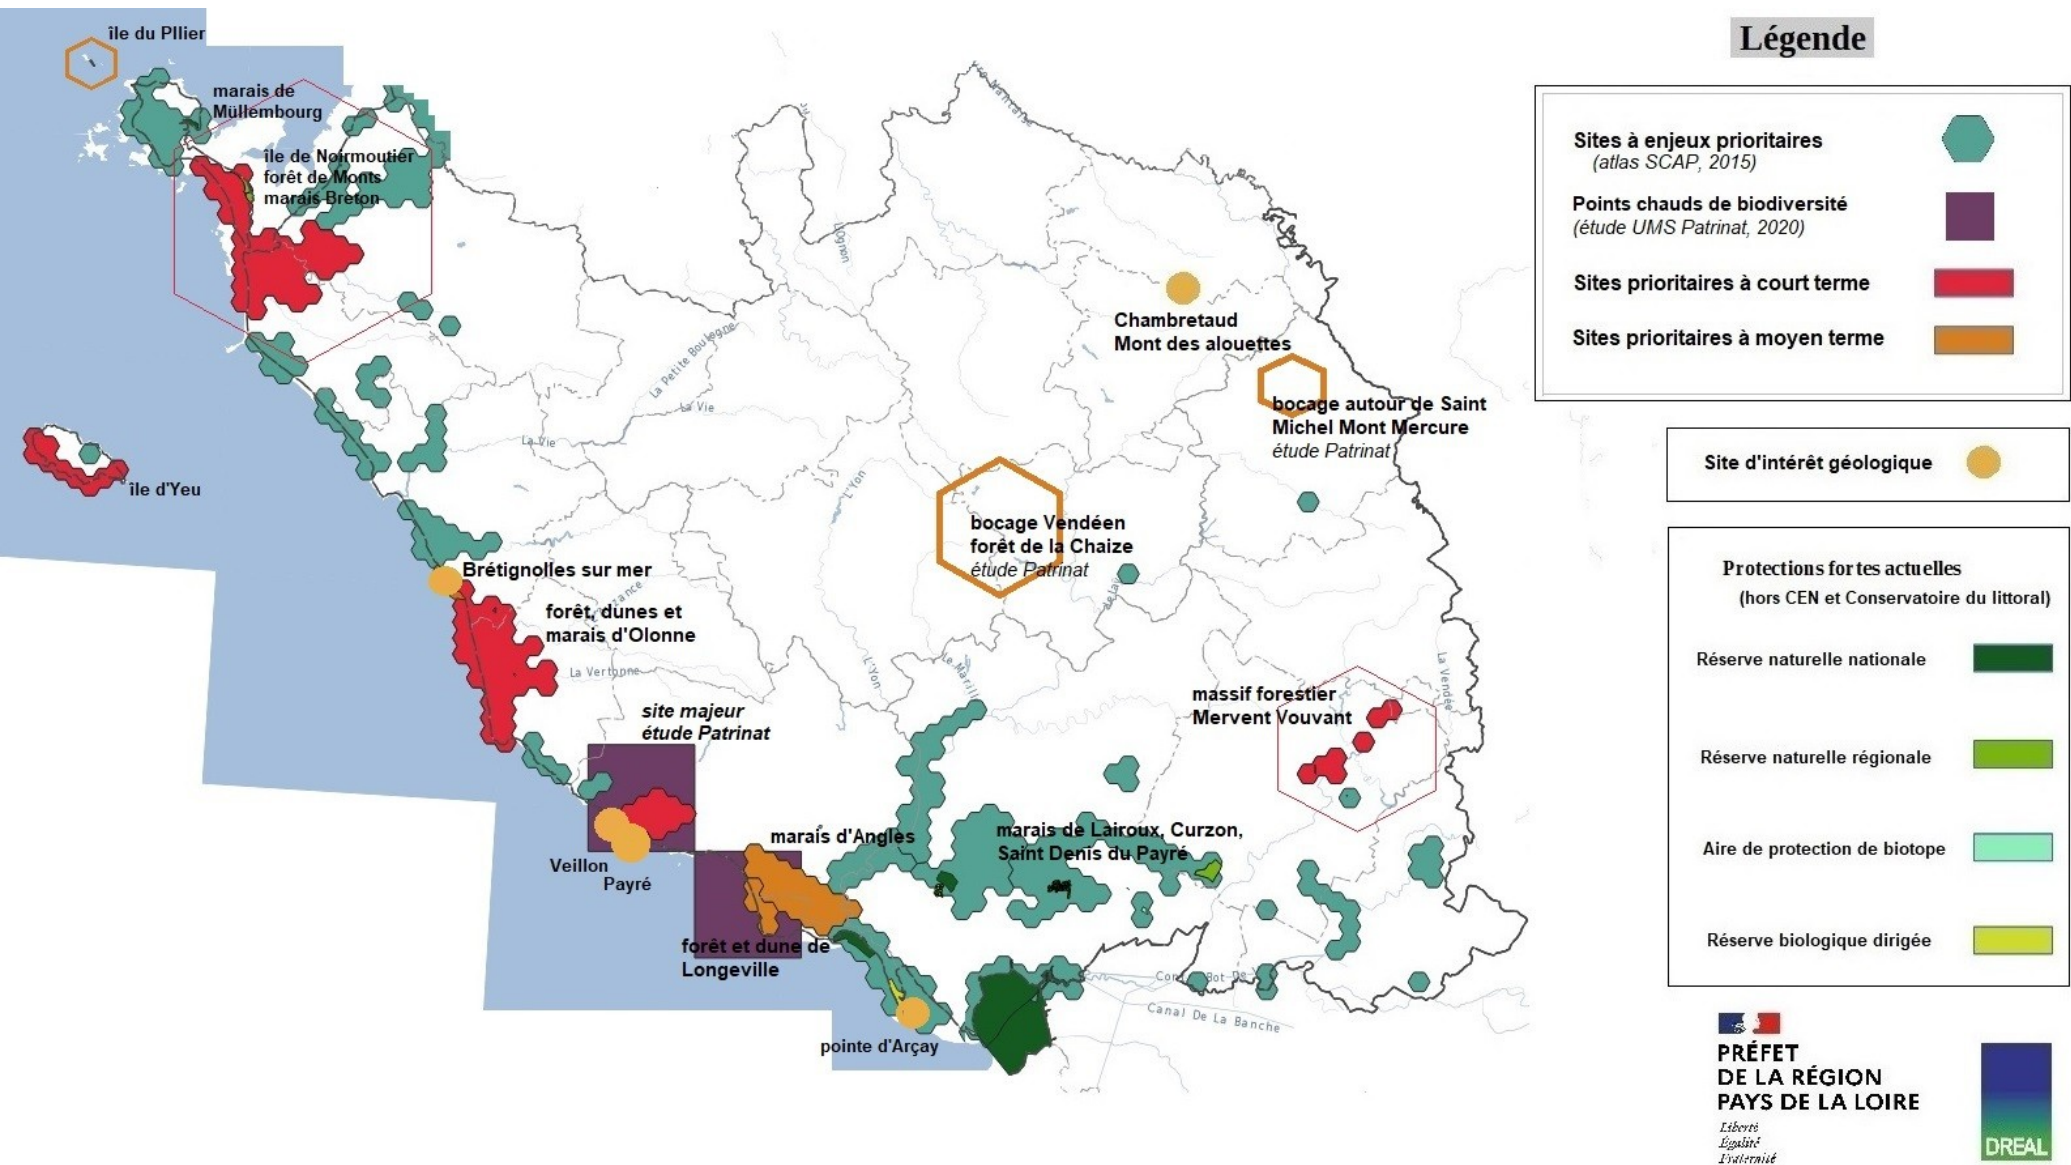 île du PIlier
marais de
Müllembourg
île de Noirmoutier
forêt de Monts
marais Breton
île d'Yeu
Brétignolles sur mer
forêt, dunes et
marais d'Olonne
site majeur
étude Patrinat
Veillon
Payré
marais d'Angles
forêt et dune de
Longeville
pointe d'Arçay
marais de Lairoux, Curzon,
Saint Denis du Payré
massif forestier
Mervent Vouvant
bocage Vendéen
forêt de la Chaize
étude Patrinat
Chambretaud
Mont des alouettes
bocage autour de Saint
Michel Mont Mercure
étude Patrinat
La Petite Boulogne
La Vie
La Vie
L'Yon
L'Yon
La Vertonne
La Vendée
Canal De La Banche
Légende
Sites à enjeux prioritaires
(atlas SCAP, 2015)
Points chauds de biodiversité
(étude UMS Patrinat, 2020)
Sites prioritaires à court terme
Sites prioritaires à moyen terme
Site d'intérêt géologique
Protections fortes actuelles
(hors CEN et Conservatoire du littoral)
Réserve naturelle nationale
Réserve naturelle régionale
Aire de protection de biotope
Réserve biologique dirigée
PRÉFET
DE LA RÉGION
PAYS DE LA LOIRE
Liberté
Égalité
Fraternité
DREAL